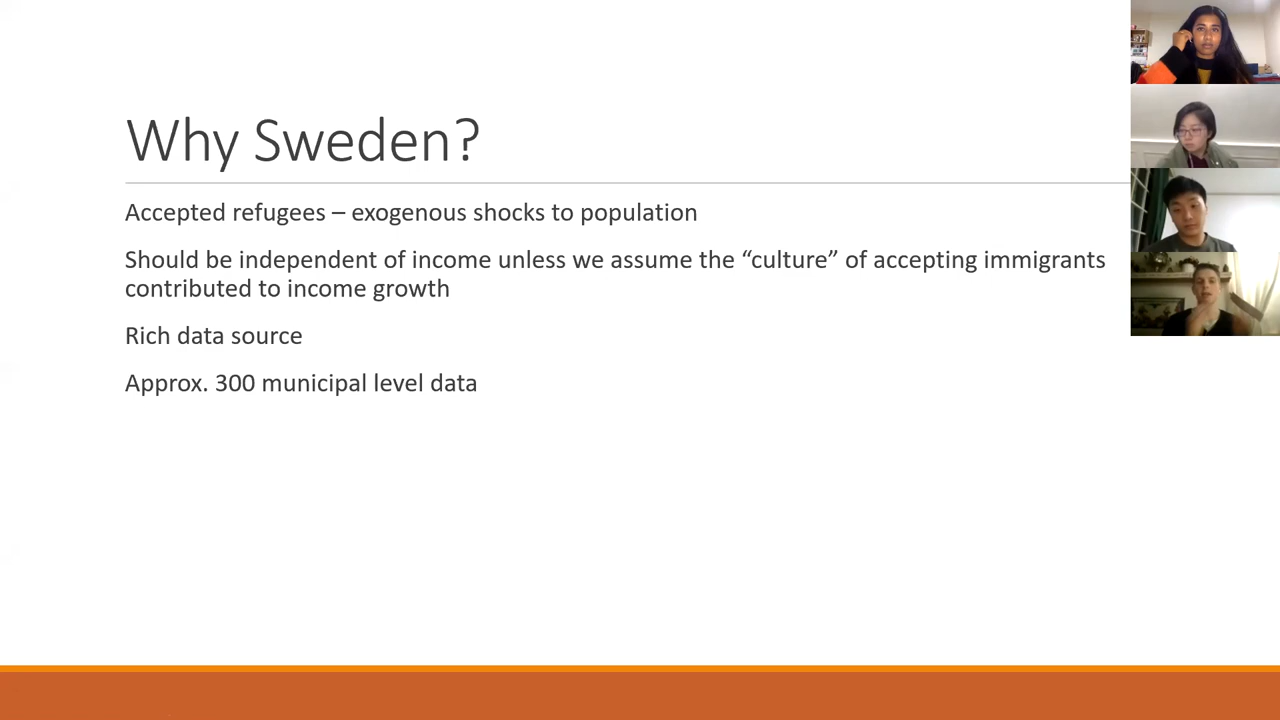 Why Sweden?
Accepted refugees – exogenous shocks to population
Should be independent of income unless we assume the “culture” of accepting immigrants
contributed to income growth
Rich data source
Approx. 300 municipal level data